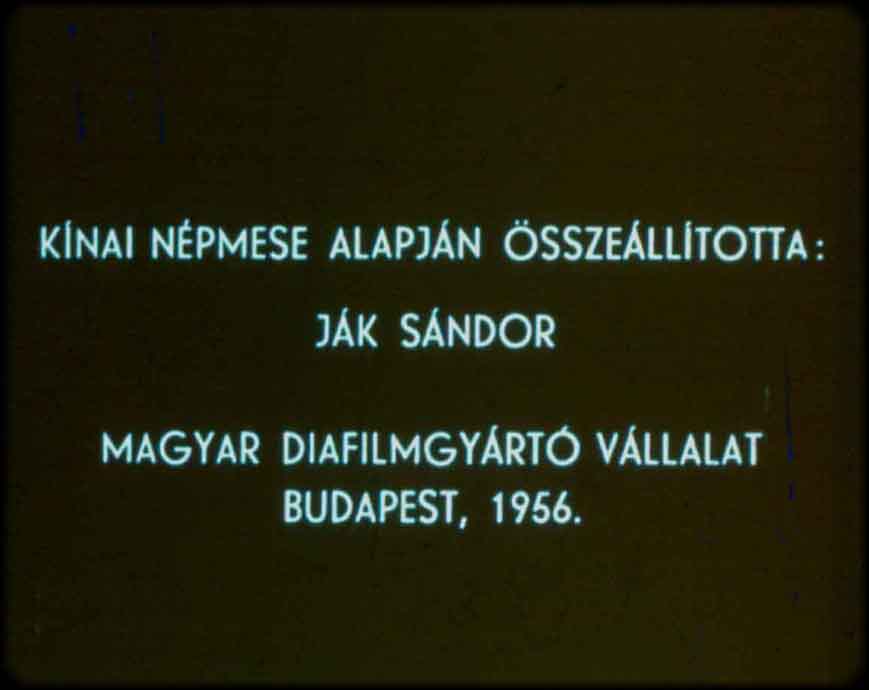 KÍNAI NÉPMESE ALAPJÁN ÖSSZEÁLLÍTOTTA:
JÁK SÁNDOR
MAGYAR DIAFILMGYÁRTÓ VÁLLALAT
BUDAPEST, 1956.